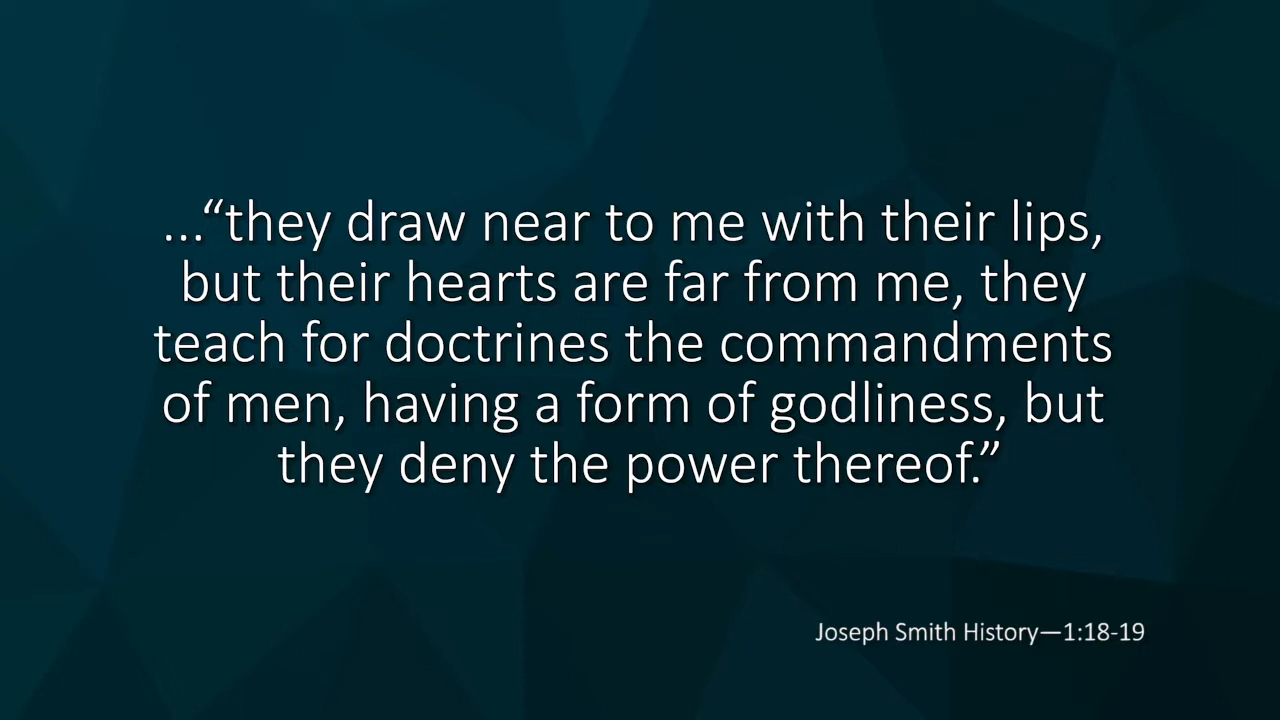 ...“they draw near to me with their lips,
but their hearts are far from me, they
teach for doctrines the commandments
of men, having a form of godliness, but
they deny the power thereof.”
Joseph Smith History—1:18-19